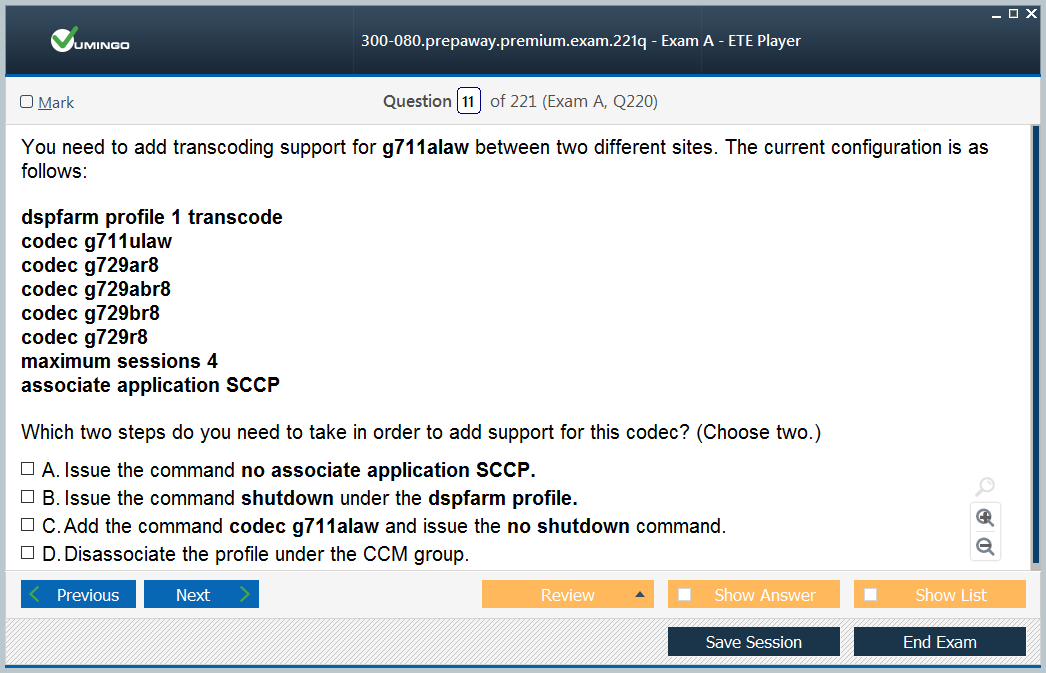 VUMINGO
300-080.prepaway.premium.exam.221q - Exam A - ETE Player
Mark
Question 11 of 221 (Exam A, Q220)
You need to add transcoding support for g711alaw between two different sites. The current configuration is as
follows:
dspfarm profile 1 transcode
codec g711ulaw
codec g729ar8
codec g729abr8
codec g729br8
codec g729r8
maximum sessions 4
associate application SCCP
Which two steps do you need to take in order to add support for this codec? (Choose two.)
A. Issue the command no associate application SCCP.
B. Issue the command shutdown under the dspfarm profile.
C. Add the command codec g711alaw and issue the no shutdown command.
D. Disassociate the profile under the CCM group.
Previous
Next
Review
Show Answer
Show List
Save Session
End Exam